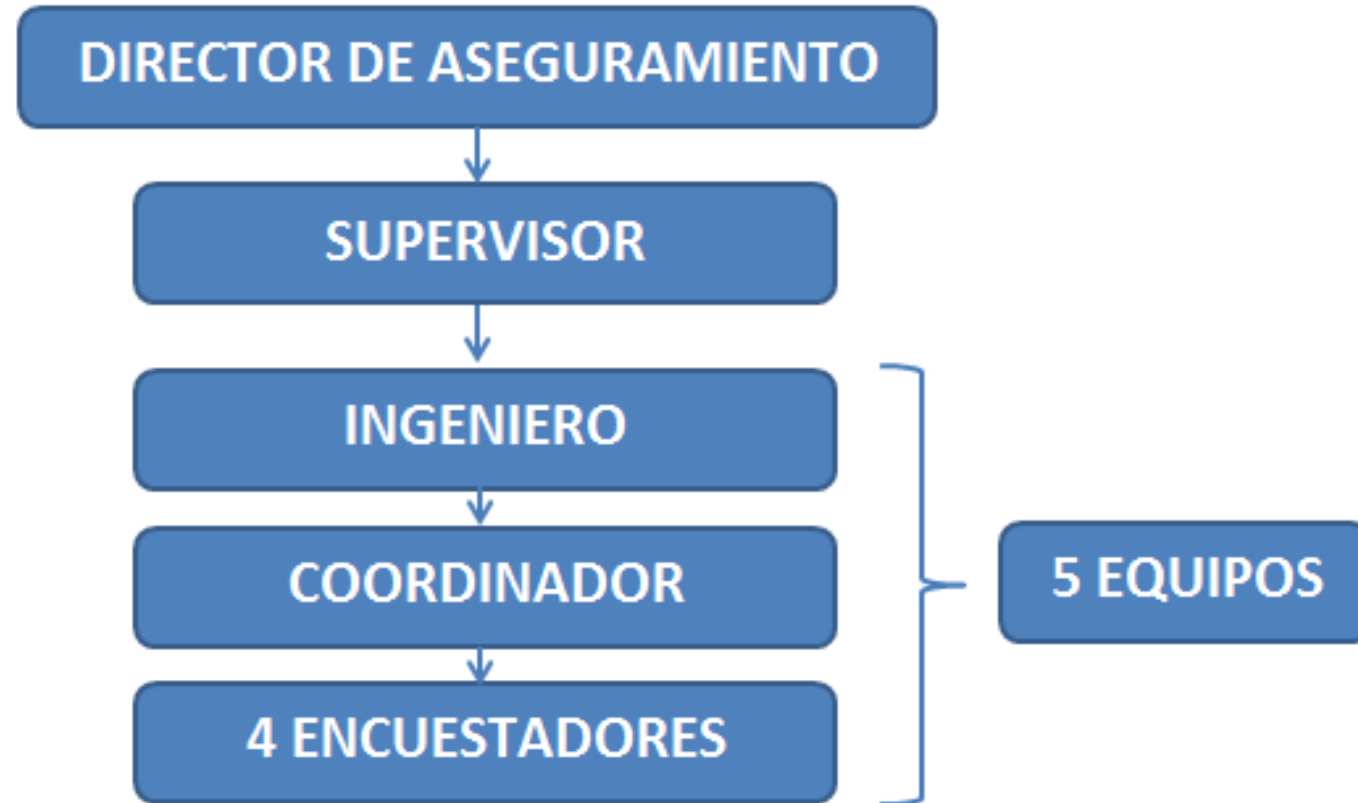 DIRECTOR DE ASEGURAMIENTO
SUPERVISOR
INGENIERO
COORDINADOR
5 EQUIPOS
4 ENCUESTADORES